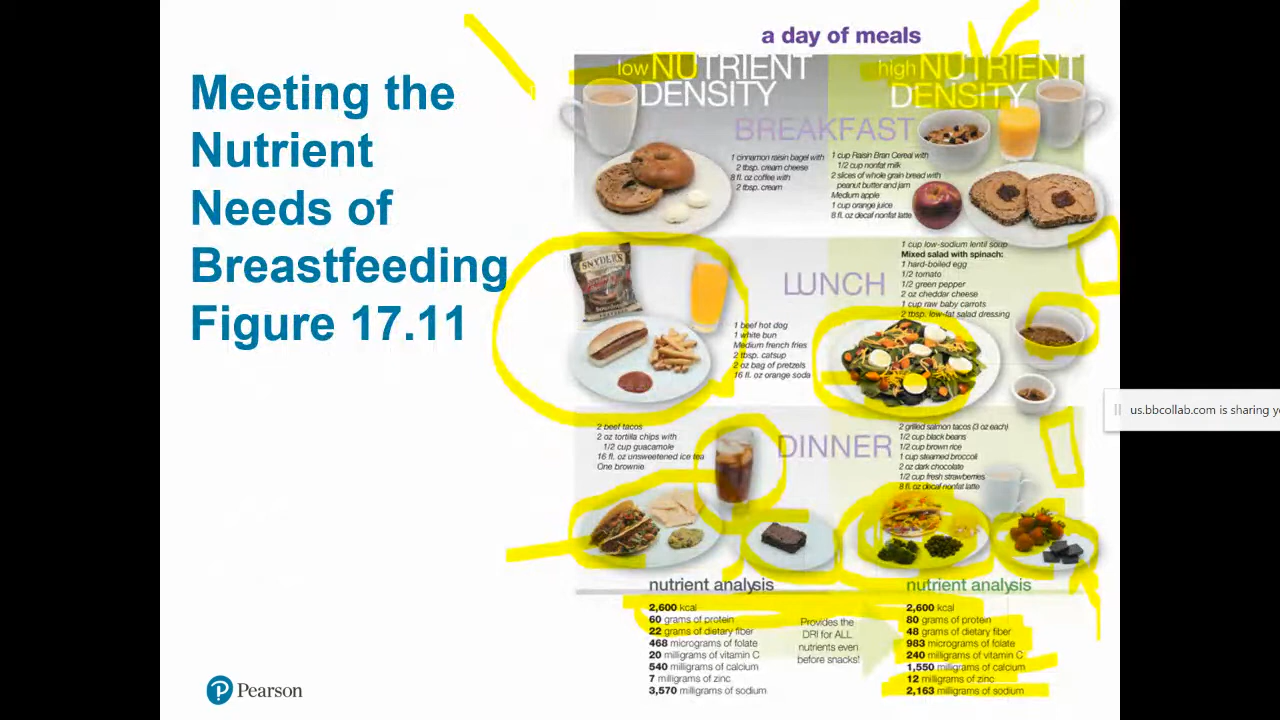 a day of meals
Meeting the
Nutrient
Needs of
Breastfeeding
Figure 17.11
low NUTRIENT
DENSITY
high NUTRIENT
DENSITY
BREAKFAST
1 cinnamon raisin bagel with
2 tbsp. cream cheese
8 fl. oz coffee with
2 tbsp. cream
1 cup Raisin Bran Cereal with
1/2 cup nonfat milk
2 slices of whole grain bread with
peanut butter and jam
Medium apple
1 cup orange juice
8 fl. oz decaf nonfat latte
LUNCH
SNYDER'S
1 beef hot dog
1 white bun
Medium french fries
2 tbsp. catsup
2 oz bag of pretzels
16 fl. oz orange soda
1 cup low-sodium lentil soup
Mixed salad with spinach:
1 hard-boiled egg
1/2 tomato
1/2 green pepper
2 oz cheddar cheese
1 cup raw baby carrots
2 tbsp. low-fat salad dressing
us.bbcollab.com is sharing
DINNER
2 beef tacos
2 oz tortilla chips with
1/2 cup guacamole
16 fl. oz unsweetened ice tea
One brownie
2 grilled salmon tacos (3 oz each)
1/2 cup black beans
1/2 cup brown rice
1 cup steamed broccoli
2 oz dark chocolate
1/2 cup fresh strawberries
8 fl. oz decaf nonfat latte
nutrient analysis
2,600 kcal
60 grams of protein
22 grams of dietary fiber
468 micrograms of folate
20 milligrams of vitamin C
540 milligrams of calcium
7 milligrams of zinc
3,570 milligrams of sodium
Provides the
DRI for ALL
nutrients even
before snacks!
nutrient analysis
2,600 kcal
80 grams of protein
48 grams of dietary fiber
983 micrograms of folate
240 milligrams of vitamin C
1,550 milligrams of calcium
12 milligrams of zinc
2,163 milligrams of sodium
P Pearson